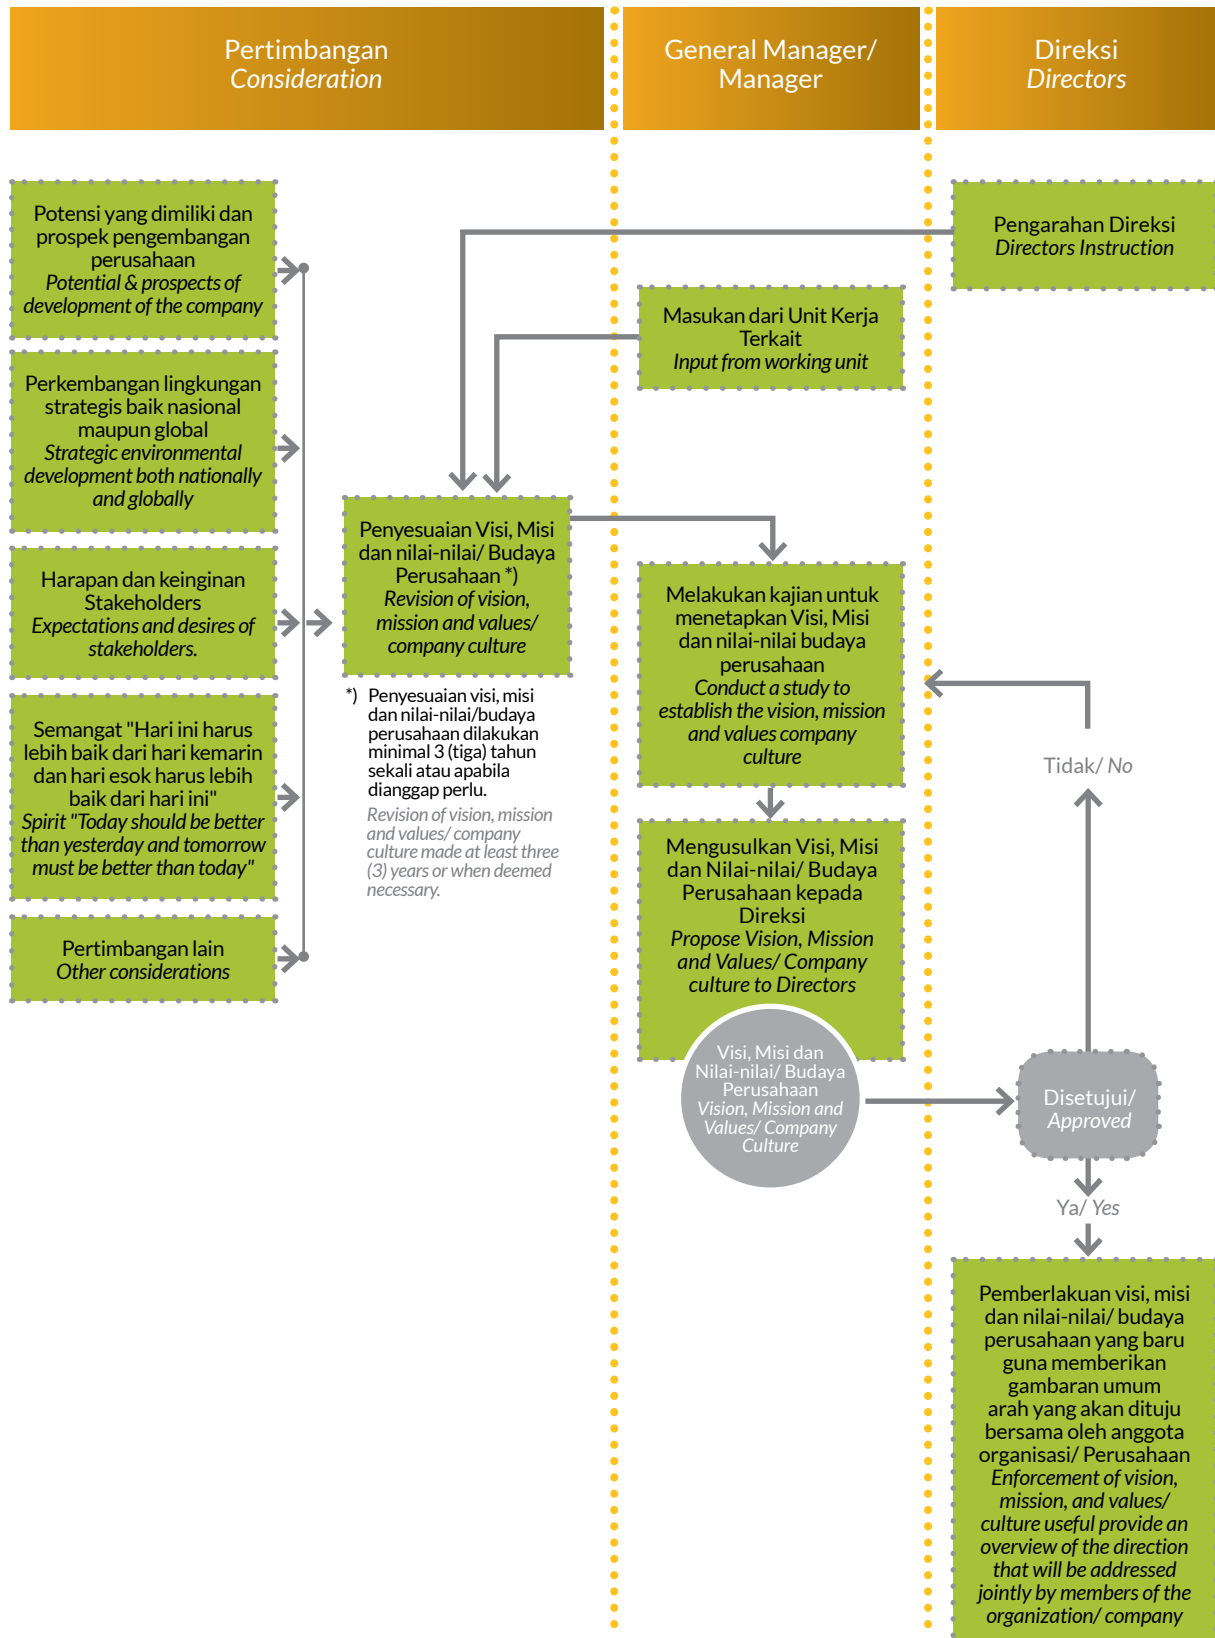 Pertimbangan
Consideration
General Manager/
Manager
Direksi
Directors
Potensi yang dimiliki dan
prospek pengembangan
perusahaan
Potential & prospects of
development of the company
Perkembangan lingkungan
strategis baik nasional
maupun global
Strategic environmental
development both nationally
and globally
Harapan dan keinginan
Stakeholders
Expectations and desires of
stakeholders.
Semangat "Hari ini harus
lebih baik dari hari kemarin
dan hari esok harus lebih
baik dari hari ini"
Spirit "Today should be better
than yesterday and tomorrow
must be better than today"
Pertimbangan lain
Other considerations
Penyesuaian Visi, Misi
dan nilai-nilai/ Budaya
Perusahaan *)
Revision of vision,
mission and values/
company culture
*) Penyesuaian visi, misi
dan nilai-nilai/budaya
perusahaan dilakukan
minimal 3 (tiga) tahun
sekali atau apabila
dianggap perlu.
Revision of vision, mission
and values/ company
culture made at least three
(3) years or when deemed
necessary.
Masukan dari Unit Kerja
Terkait
Input from working unit
Melakukan kajian untuk
menetapkan Visi, Misi
dan nilai-nilai budaya
perusahaan
Conduct a study to
establish the vision, mission
and values company
culture
Mengusulkan Visi, Misi
dan Nilai-nilai/ Budaya
Perusahaan kepada
Direksi
Propose Vision, Mission
and Values/ Company
culture to Directors
Visi, Misi dan
Nilai-nilai/ Budaya
Perusahaan
Vision, Mission and
Values/ Company
Culture
Pengarahan Direksi
Directors Instruction
Tidak/ No
Disetujui/
Approved
Ya/ Yes
Pemberlakuan visi, misi
dan nilai-nilai/ budaya
perusahaan yang baru
guna memberikan
gambaran umum
arah yang akan dituju
bersama oleh anggota
organisasi/ Perusahaan
Enforcement of vision,
mission, and values/
culture useful provide an
overview of the direction
that will be addressed
jointly by members of the
organization/ company